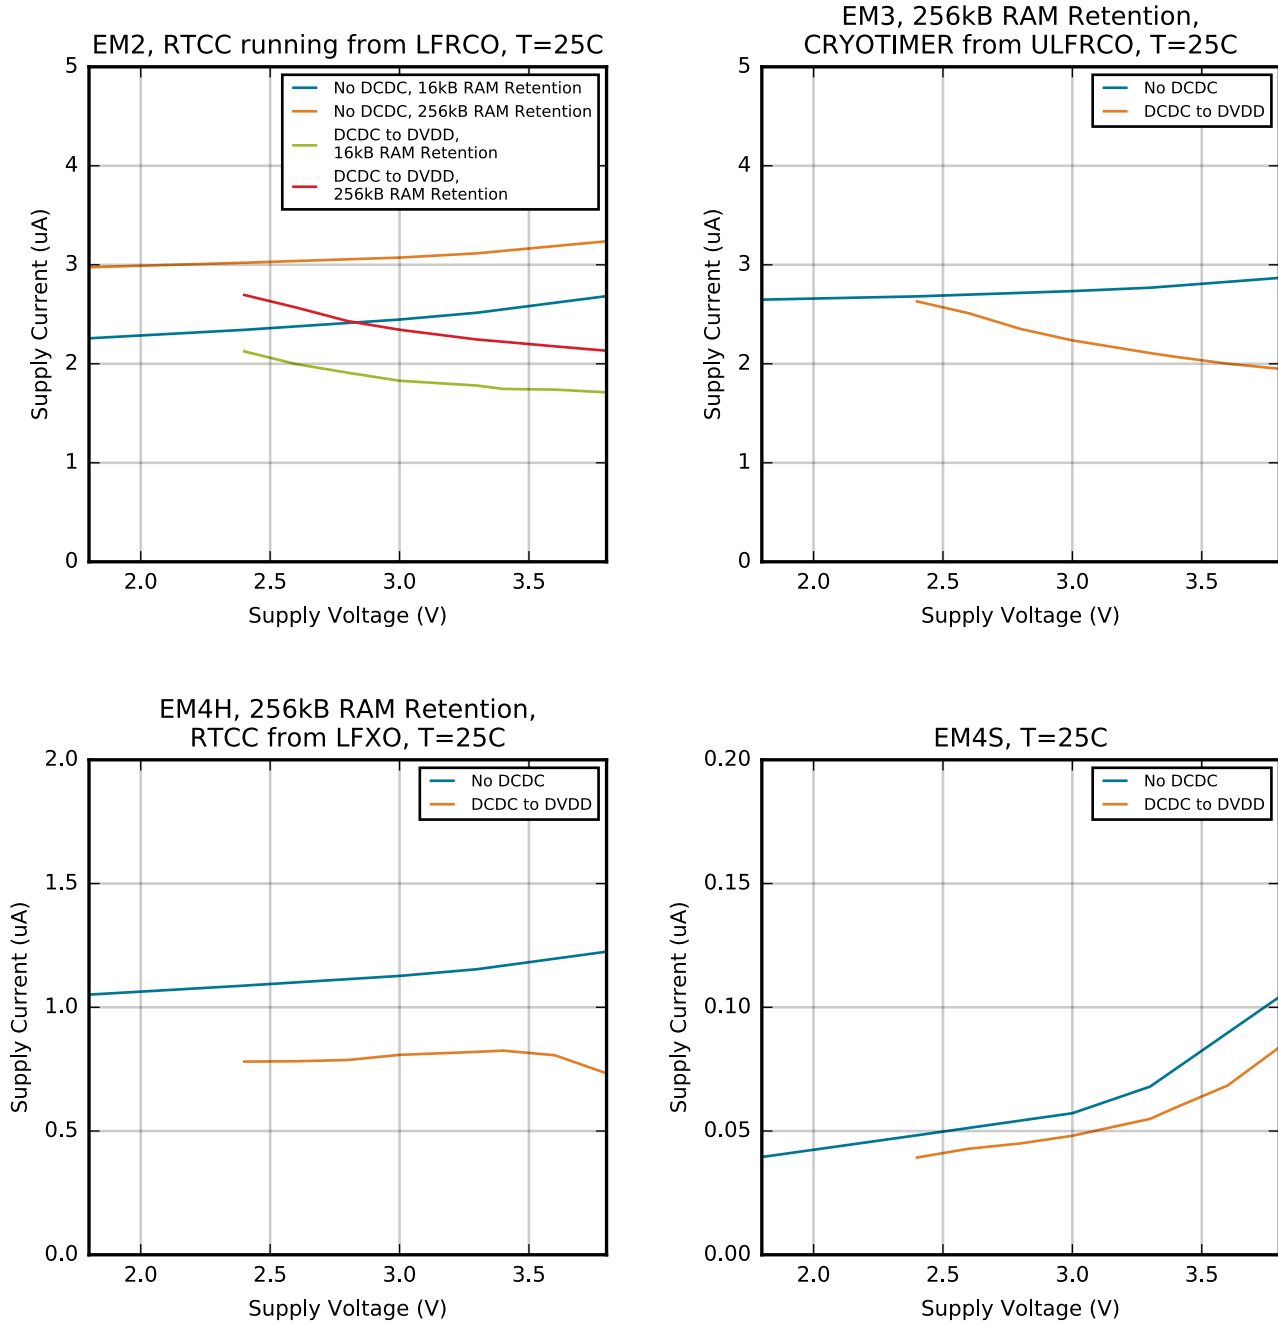 EM2, RTCC running from LFRCO, T=25C
5
4
3
2
1
0
Supply Current (uA)
No DCDC, 16kB RAM Retention
No DCDC, 256kB RAM Retention
DCDC to DVDD,
16kB RAM Retention
DCDC to DVDD,
256kB RAM Retention
2.0 2.5 3.0 3.5
Supply Voltage (V)
EM3, 256kB RAM Retention,
CRYOTIMER from ULFRCO, T=25C
5
4
3
2
1
0
Supply Current (uA)
No DCDC
DCDC to DVDD
2.0 2.5 3.0 3.5
Supply Voltage (V)
EM4H, 256kB RAM Retention,
RTCC from LFXO, T=25C
2.0
1.5
1.0
0.5
0.0
Supply Current (uA)
No DCDC
DCDC to DVDD
2.0 2.5 3.0 3.5
Supply Voltage (V)
EM4S, T=25C
0.20
0.15
0.10
0.05
0.00
Supply Current (uA)
No DCDC
DCDC to DVDD
2.0 2.5 3.0 3.5
Supply Voltage (V)